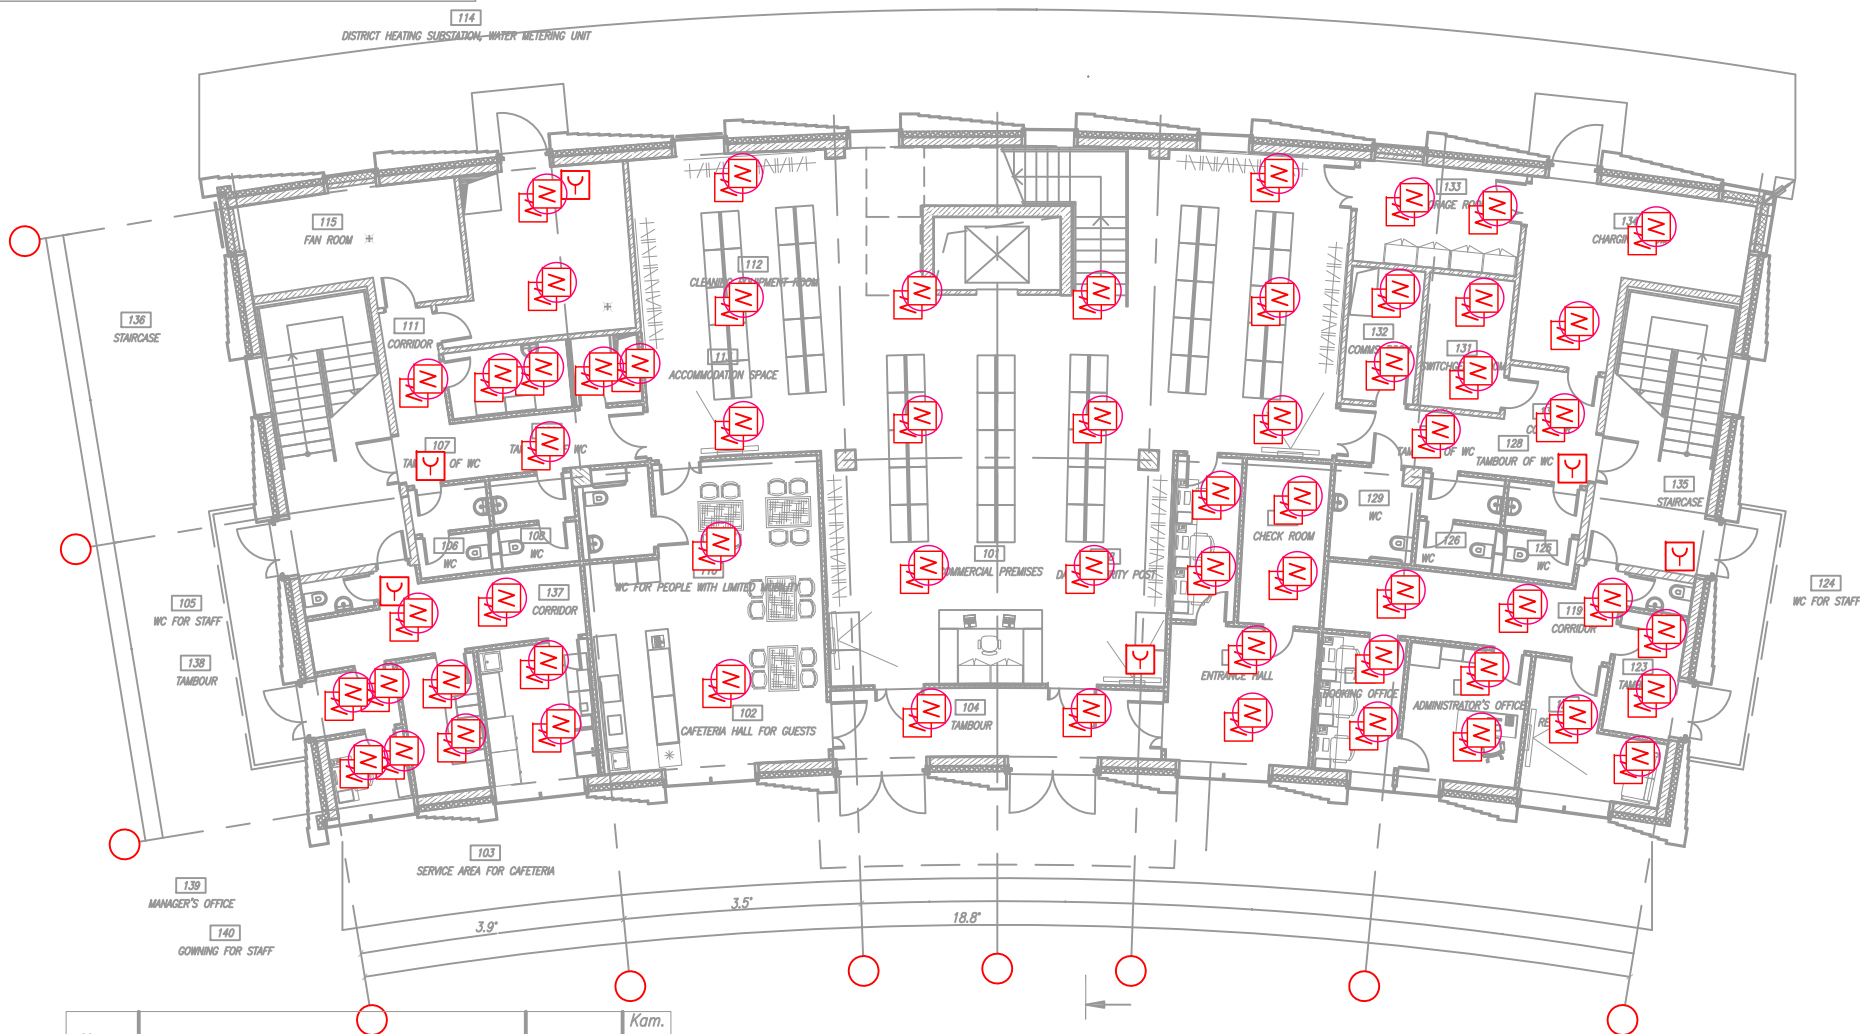 114
DISTRICT HEATING SUBSTATION, WATER METERING UNIT
115
FAN ROOM
112
CLEANING EQUIPMENT ROOM
133
134
136
STAIRCASE
111
CORRIDOR
ACCOMMODATION SPACE
132
131
107
128
TAMBOUR OF WC
135
STAIRCASE
129
WC
CHECK ROOM
106
WC
108
WC
126
WC
125
WC
101
COMMERCIAL PREMISES
WC FOR PEOPLE WITH LIMITED MOBILITY
137
CORRIDOR
105
WC FOR STAFF
124
WC FOR STAFF
119
CORRIDOR
138
TAMBOUR
ENTRANCE HALL
123
BOOKING OFFICE
ADMINISTRATOR'S OFFICE
102
CAFETERIA HALL FOR GUESTS
104
TAMBOUR
103
SERVICE AREA FOR CAFETERIA
139
MANAGER'S OFFICE
140
GOWNING FOR STAFF
3.5°
3.9°
18.8°
Kam.
N